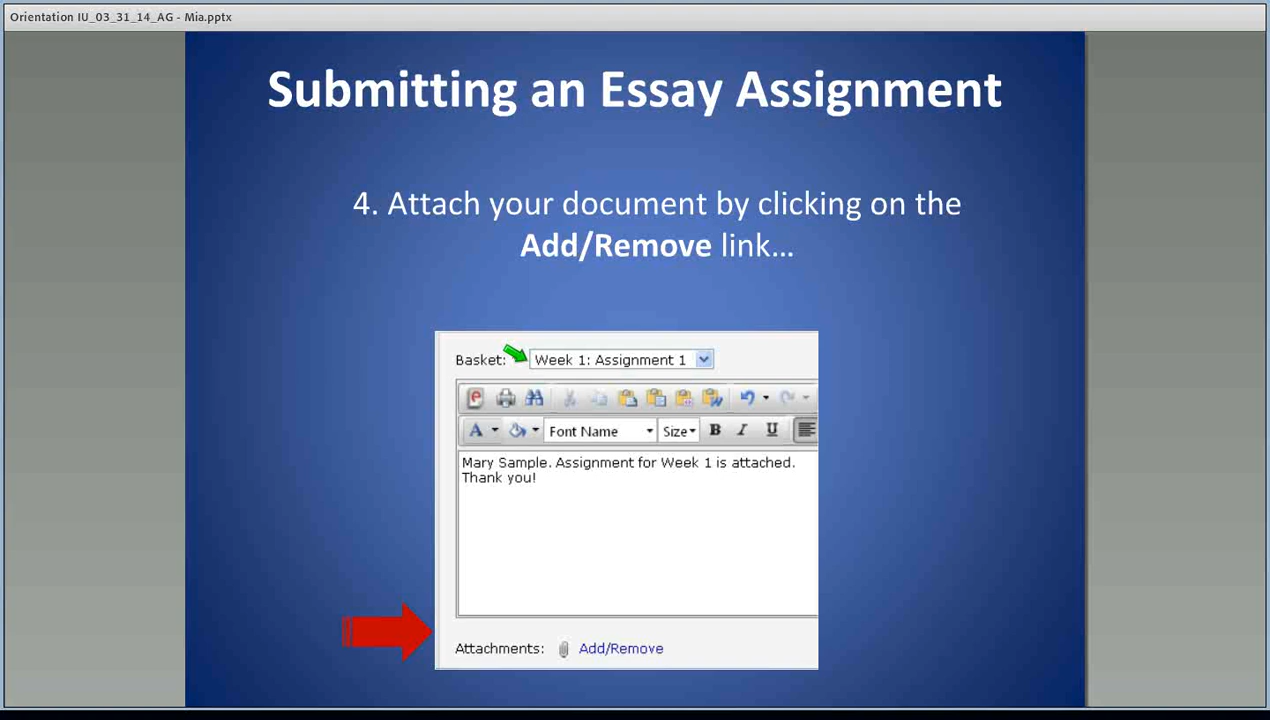 Orientation IU_03_31_14_AG - Mia.pptx
Submitting an Essay Assignment
4. Attach your document by clicking on the
Add/Remove link...
Basket: Week 1: Assignment 1
A Font Name Size B I U
Mary Sample. Assignment for Week 1 is attached.
Thank you!
Attachments: Add/Remove